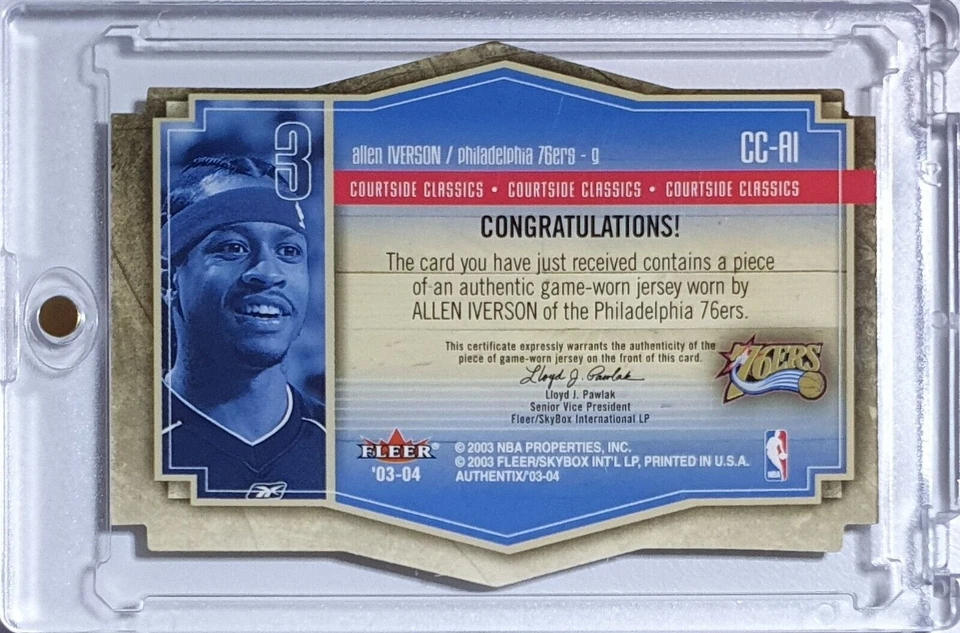 3
allen IVERSON / philadelphia 76ers - g
CC-AI
COURTSIDE CLASSICS • COURTSIDE CLASSICS • COURTSIDE CLASSICS
CONGRATULATIONS!
The card you have just received contains a piece
of an authentic game-worn jersey worn by
ALLEN IVERSON of the Philadelphia 76ers.
This certificate expressly warrants the authenticity of the
piece of game-worn jersey on the front of this card.
Lloyd J. Pawlak
Lloyd J. Pawlak
Senior Vice President
Fleer/SkyBox International LP
76ERS
FLEER®
'03-04
© 2003 NBA PROPERTIES, INC.
© 2003 FLEER/SKYBOX INT'L LP, PRINTED IN U.S.A.
AUTHENTIX/'03-04
NBA